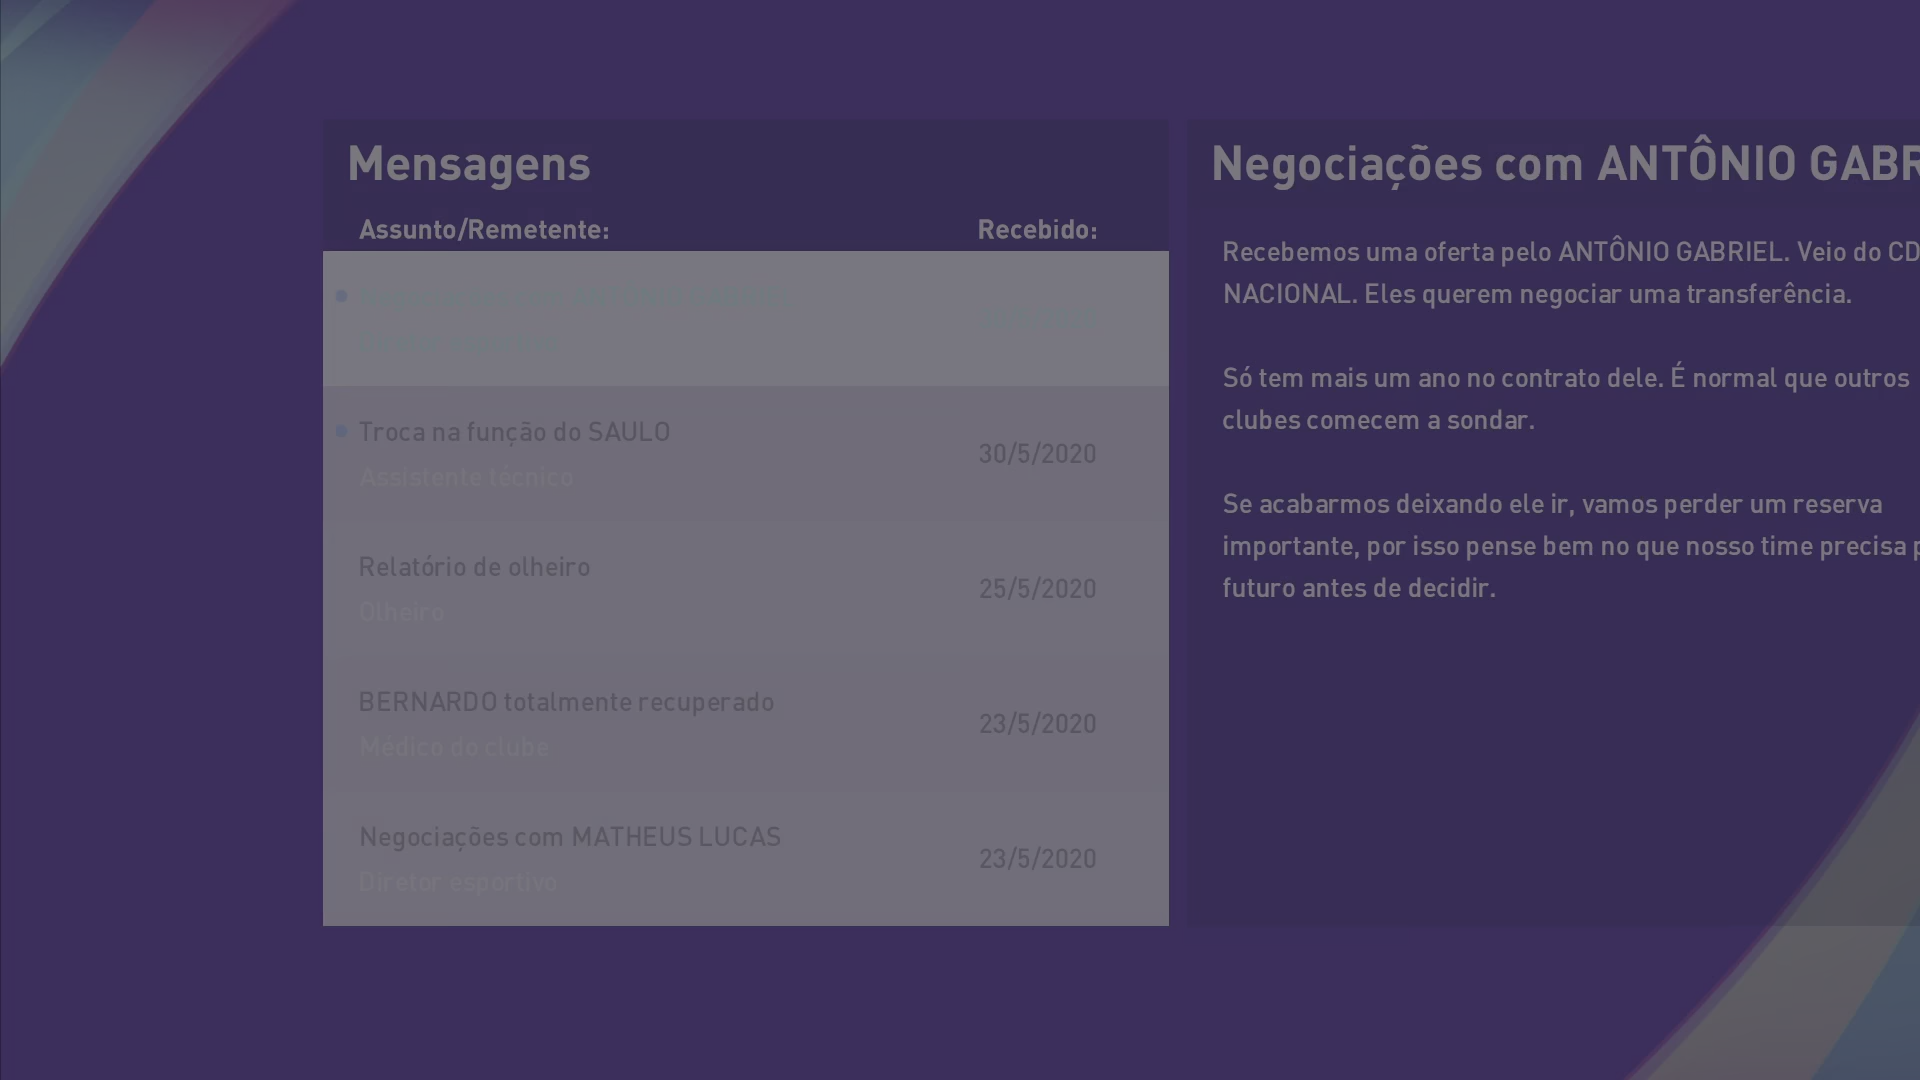 Mensagens
Assunto/Remetente: Recebido:
Troca na função do SAULO
Assistente técnico
30/5/2020
Relatório de olheiro
Olheiro
25/5/2020
BERNARDO totalmente recuperado
Médico do clube
23/5/2020
Negociações com MATHEUS LUCAS
Diretor esportivo
23/5/2020
Negociações com ANTÔNIO GABR
Recebemos uma oferta pelo ANTÔNIO GABRIEL. Veio do CD
NACIONAL. Eles querem negociar uma transferência.
Só tem mais um ano no contrato dele. É normal que outros
clubes comecem a sondar.
Se acabarmos deixando ele ir, vamos perder um reserva
importante, por isso pense bem no que nosso time precisa p
futuro antes de decidir.